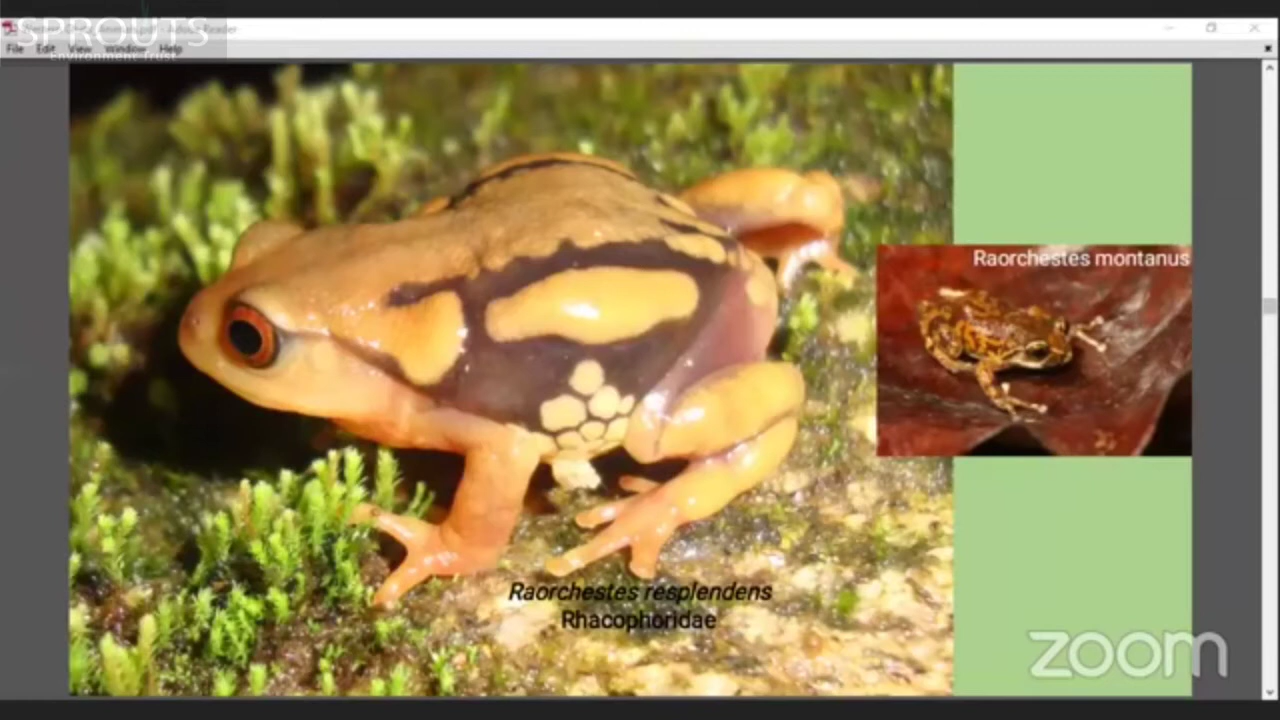 SPROUTS
Environment Trust
File Edit View Window Help
Raorchestes montanus
Raorchestes resplendens
Rhacophoridae
zoom